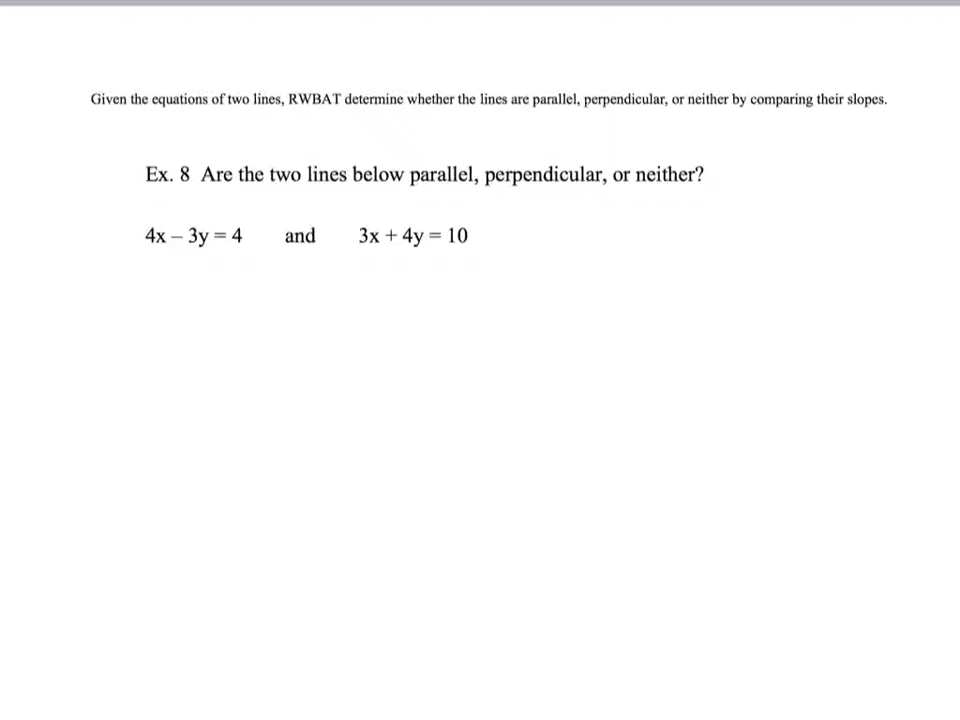 Given the equations of two lines, RWBAT determine whether the lines are parallel, perpendicular, or neither by comparing their slopes.
Ex. 8 Are the two lines below parallel, perpendicular, or neither?
4x – 3y = 4 and 3x + 4y = 10